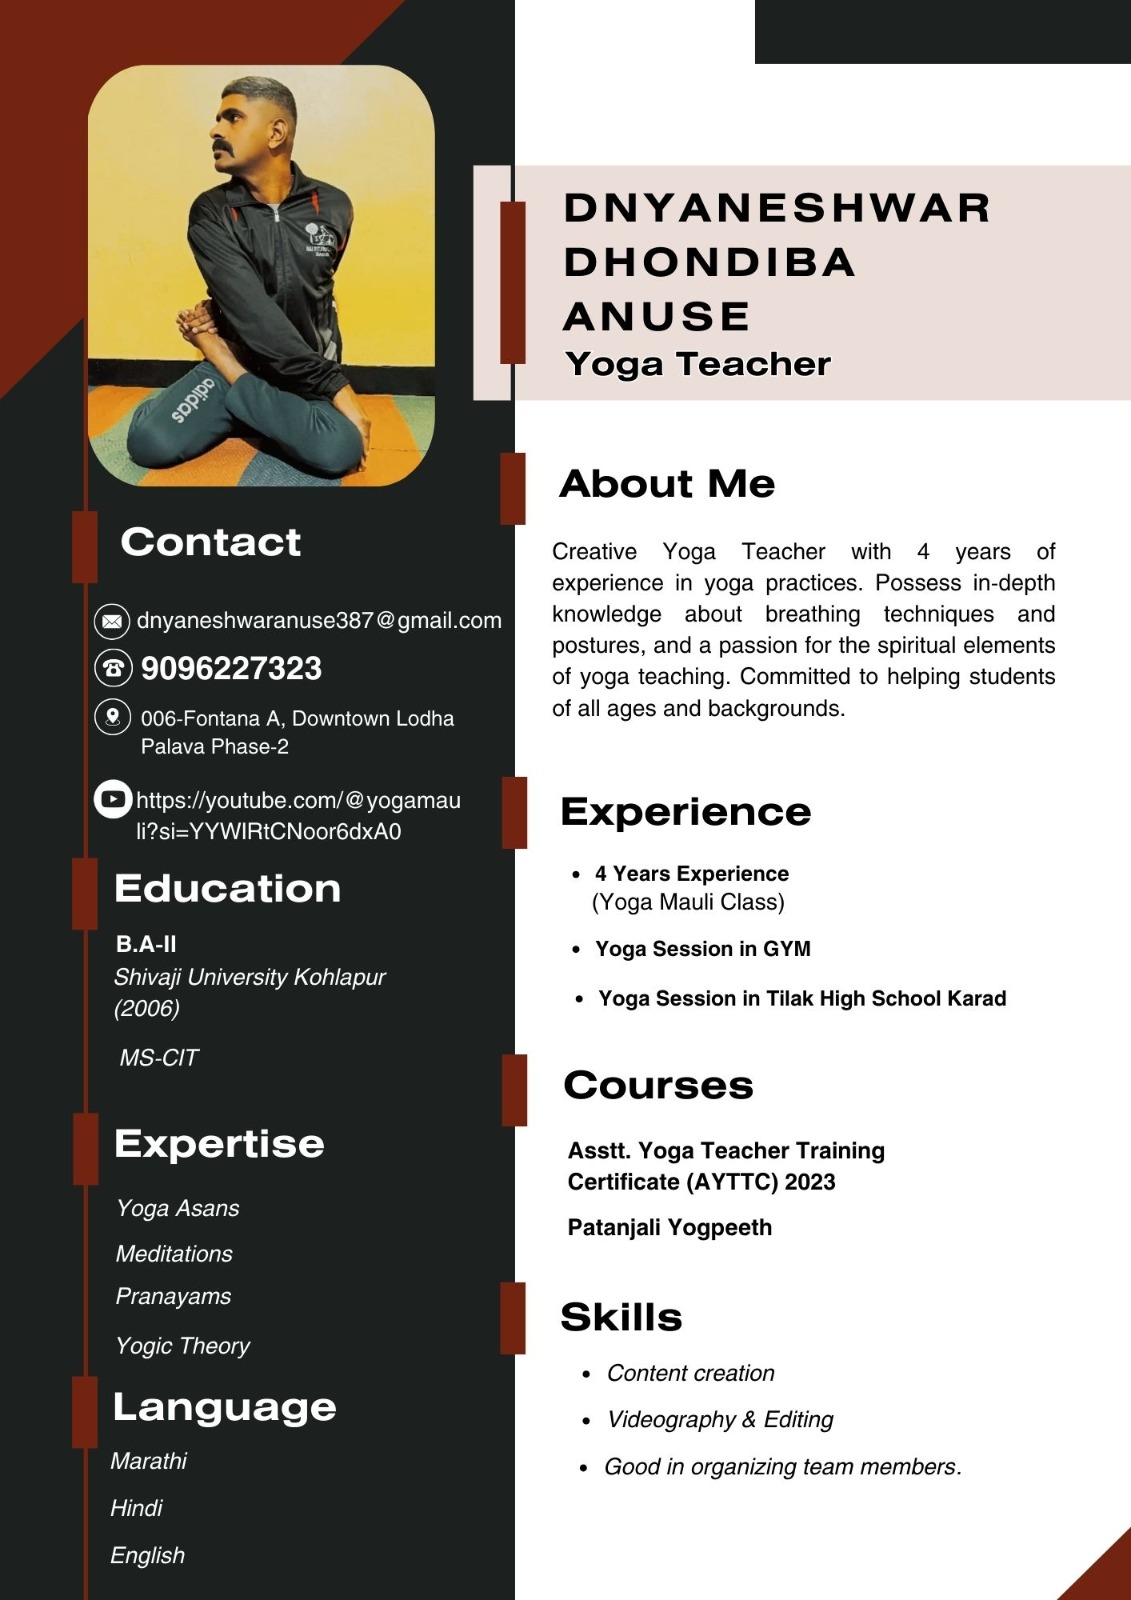 DNYANESHWAR
DHONDIBA
ANUSE
Yoga Teacher
adidas
Contact
dnyaneshwaranuse387@gmail.com
9096227323
006-Fontana A, Downtown Lodha
Palava Phase-2
https://youtube.com/@yogamau
li?si=YYWlRtCNoor6dxA0
Education
B.A-II
Shivaji University Kohlapur
(2006)
MS-CIT
Expertise
Yoga Asans
Meditations
Pranayams
Yogic Theory
Language
Marathi
Hindi
English
About Me
Creative Yoga Teacher with 4 years of
experience in yoga practices. Possess in-depth
knowledge about breathing techniques and
postures, and a passion for the spiritual elements
of yoga teaching. Committed to helping students
of all ages and backgrounds.
Experience
• 4 Years Experience
(Yoga Mauli Class)
• Yoga Session in GYM
• Yoga Session in Tilak High School Karad
Courses
Asstt. Yoga Teacher Training
Certificate (AYTTC) 2023
Patanjali Yogpeeth
Skills
• Content creation
• Videography & Editing
• Good in organizing team members.